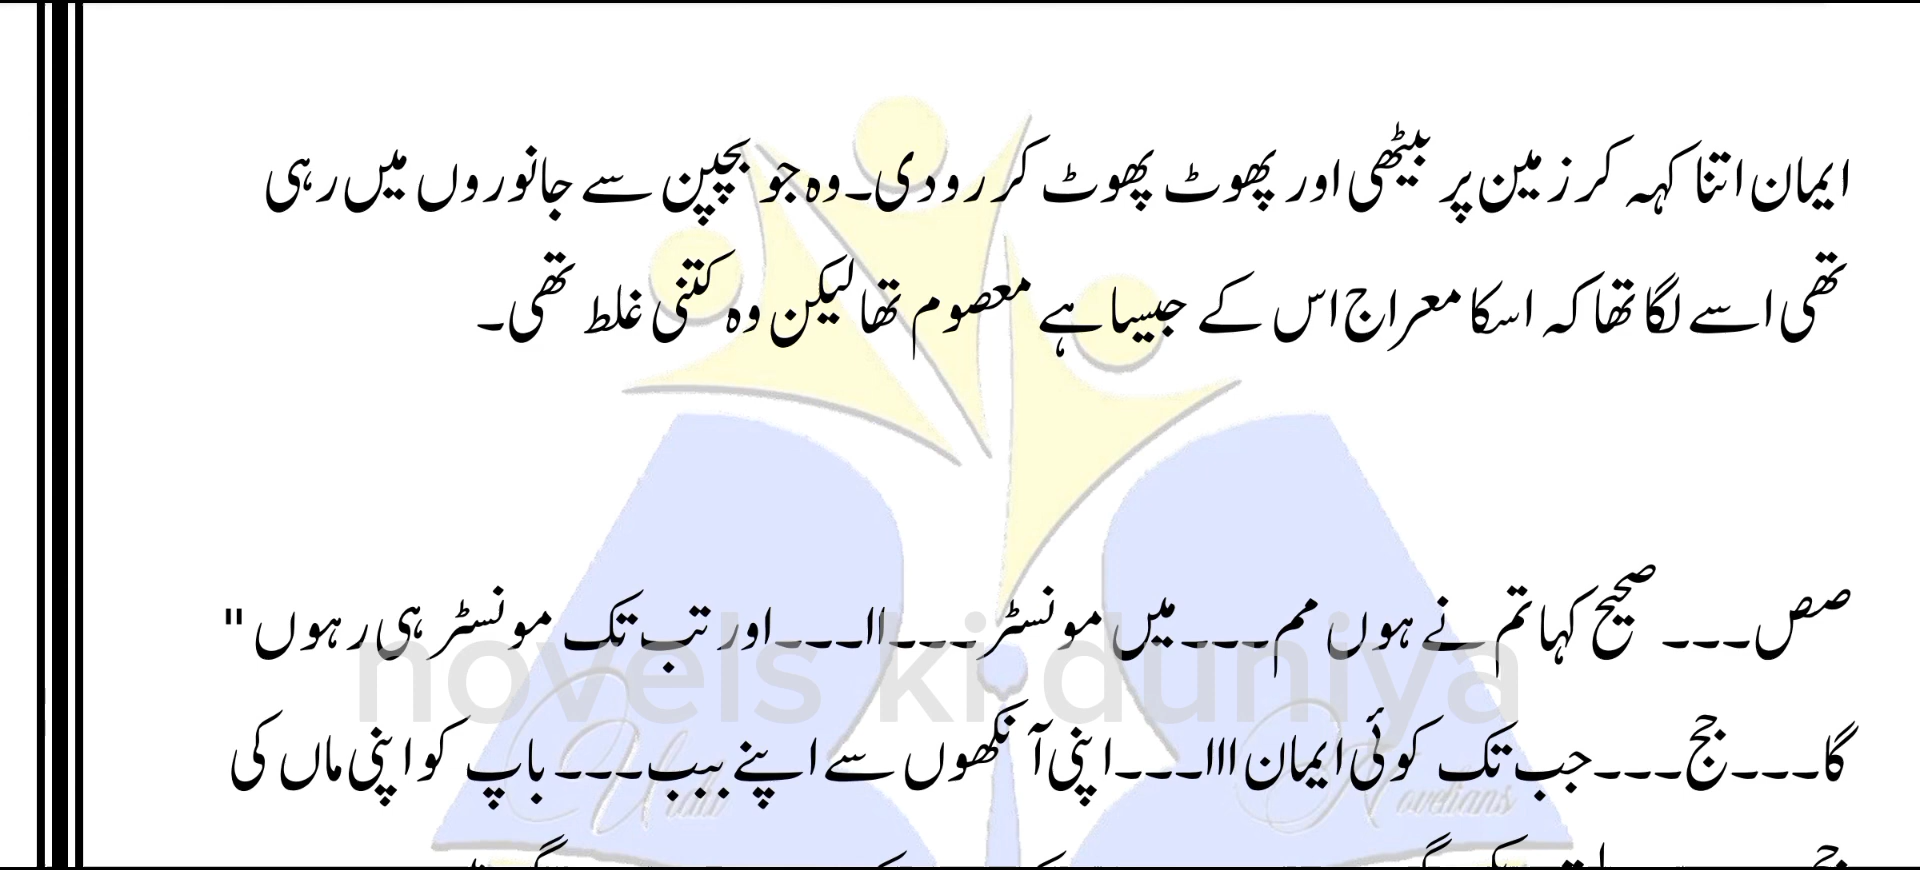 ایمان اتنا کہہ کر زمین پر بیٹھی اور پھوٹ پھوٹ کر رو دی۔ وہ جو بچپن سے جانوروں میں رہی
تھی اسے لگا تھا کہ اسکا معراج اس کے جیسا ہے معصوم تھا لیکن وہ کتنی غلط تھی۔
صص۔۔۔ صحیح کہا تم نے ہوں مم۔۔۔ میں مونسٹر۔۔۔ اا۔۔۔ اور تب تک مونسٹر ہی رہوں "
گا۔۔۔ جج۔۔۔ جب تک کوئی ایمان ااا۔۔۔ اپنی آنکھوں سے اپنے ببب۔۔۔ باپ کو اپنی ماں کی
novels ki duniya
Urdu Novelians